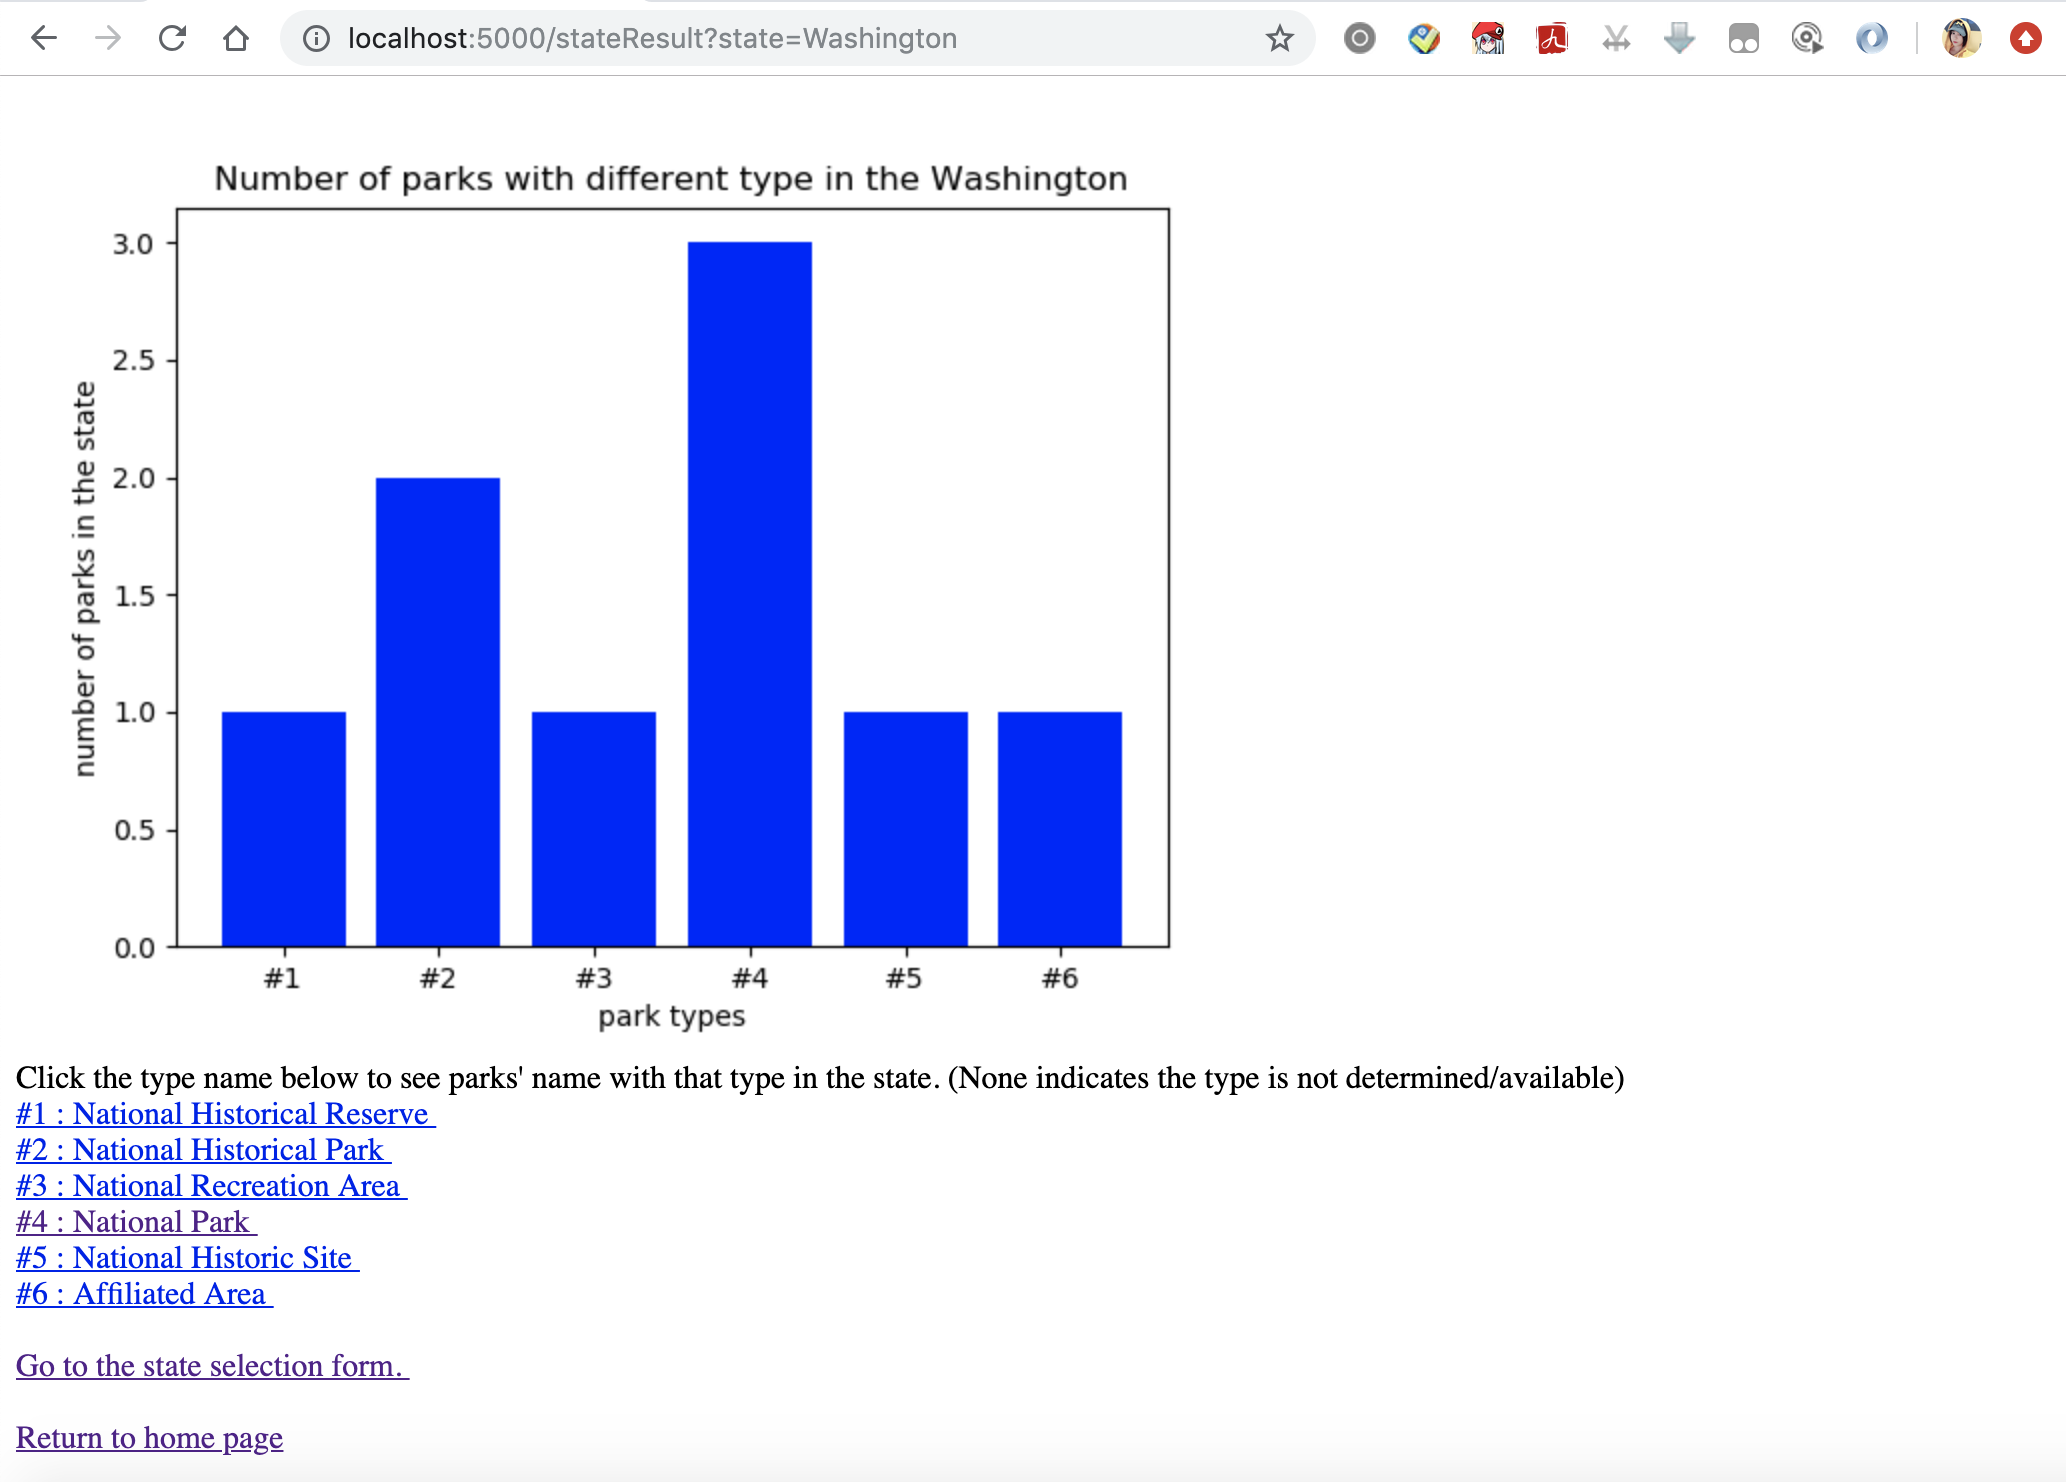 localhost:5000/stateResult?state=Washington
Number of parks with different type in the Washington
3.0
2.5
2.0
1.5
1.0
0.5
0.0
number of parks in the state
#1 #2 #3 #4 #5 #6
park types
Click the type name below to see parks' name with that type in the state. (None indicates the type is not determined/available)
#1 : National Historical Reserve
#2 : National Historical Park
#3 : National Recreation Area
#4 : National Park
#5 : National Historic Site
#6 : Affiliated Area
Go to the state selection form.
Return to home page